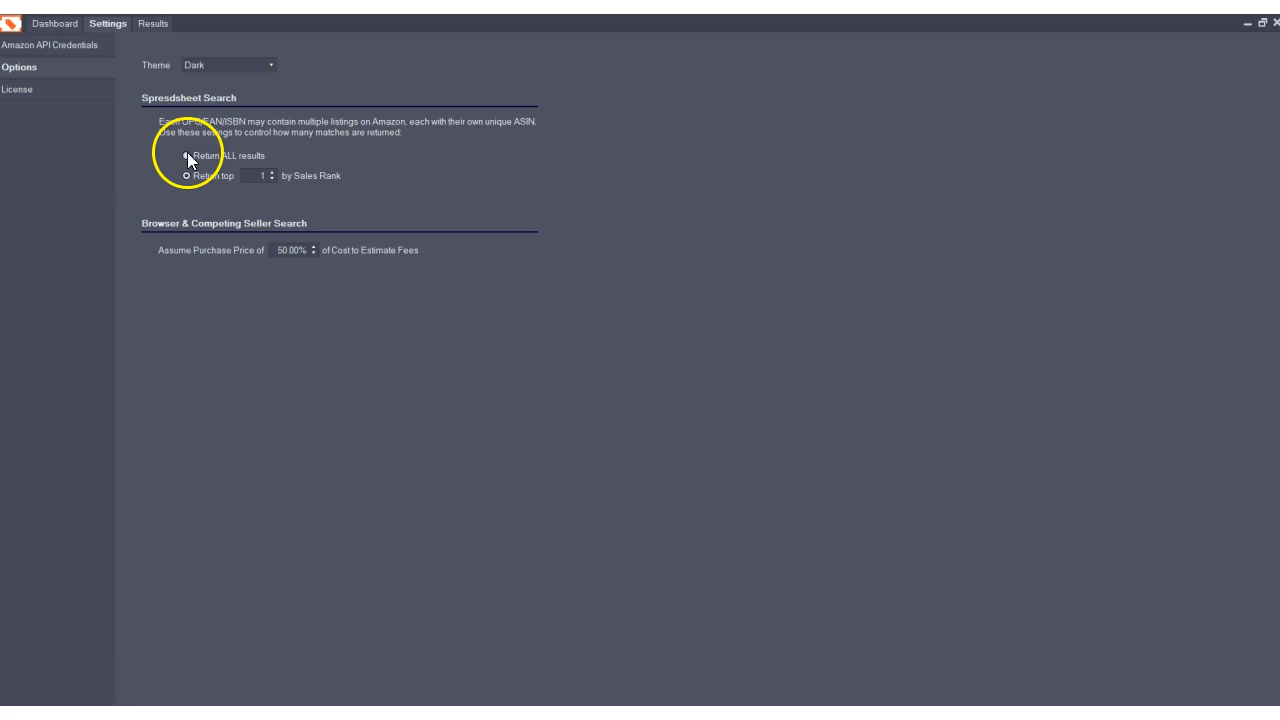 Dashboard Settings Results
Amazon API Credentials
Options
License
Theme Dark
Spresdsheet Search
Each UPC/EAN/ISBN may contain multiple listings on Amazon, each with their own unique ASIN.
Use these setings to control how many matches are returned:
Return ALL results
Return top 1 by Sales Rank
Browser & Competing Seller Search
Assume Purchase Price of 50.00% of Cost to Estimate Fees